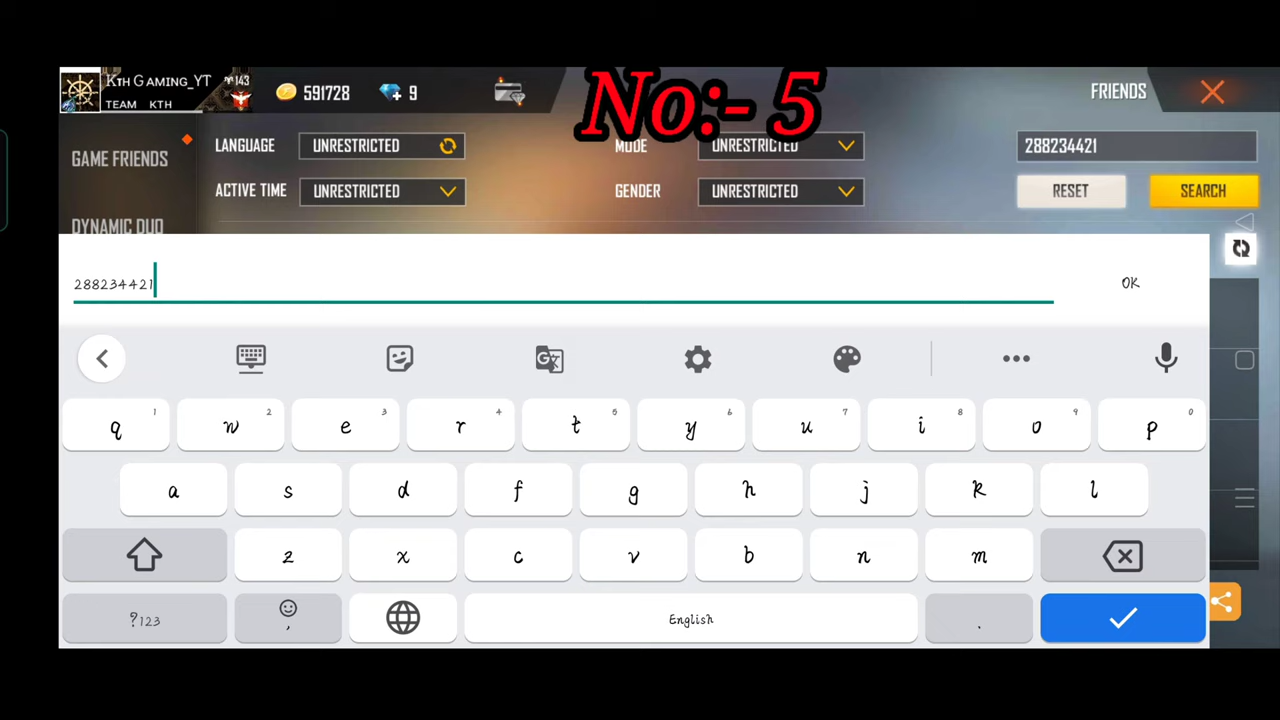 No:- 5
KTH GAMING_YT
143
TEAM KTH
591728
9
FRIENDS
GAME FRIENDS
LANGUAGE
UNRESTRICTED
MODE
UNRESTRICTED
288234421
ACTIVE TIME
UNRESTRICTED
GENDER
UNRESTRICTED
RESET
SEARCH
DYNAMIC DUO
288234421
OK
q 1 w 2 e 3 r 4 t 5 y 6 u 7 i 8 o 9 p 0
a s d f g h j k l
z x c v b n m
?123 , English .